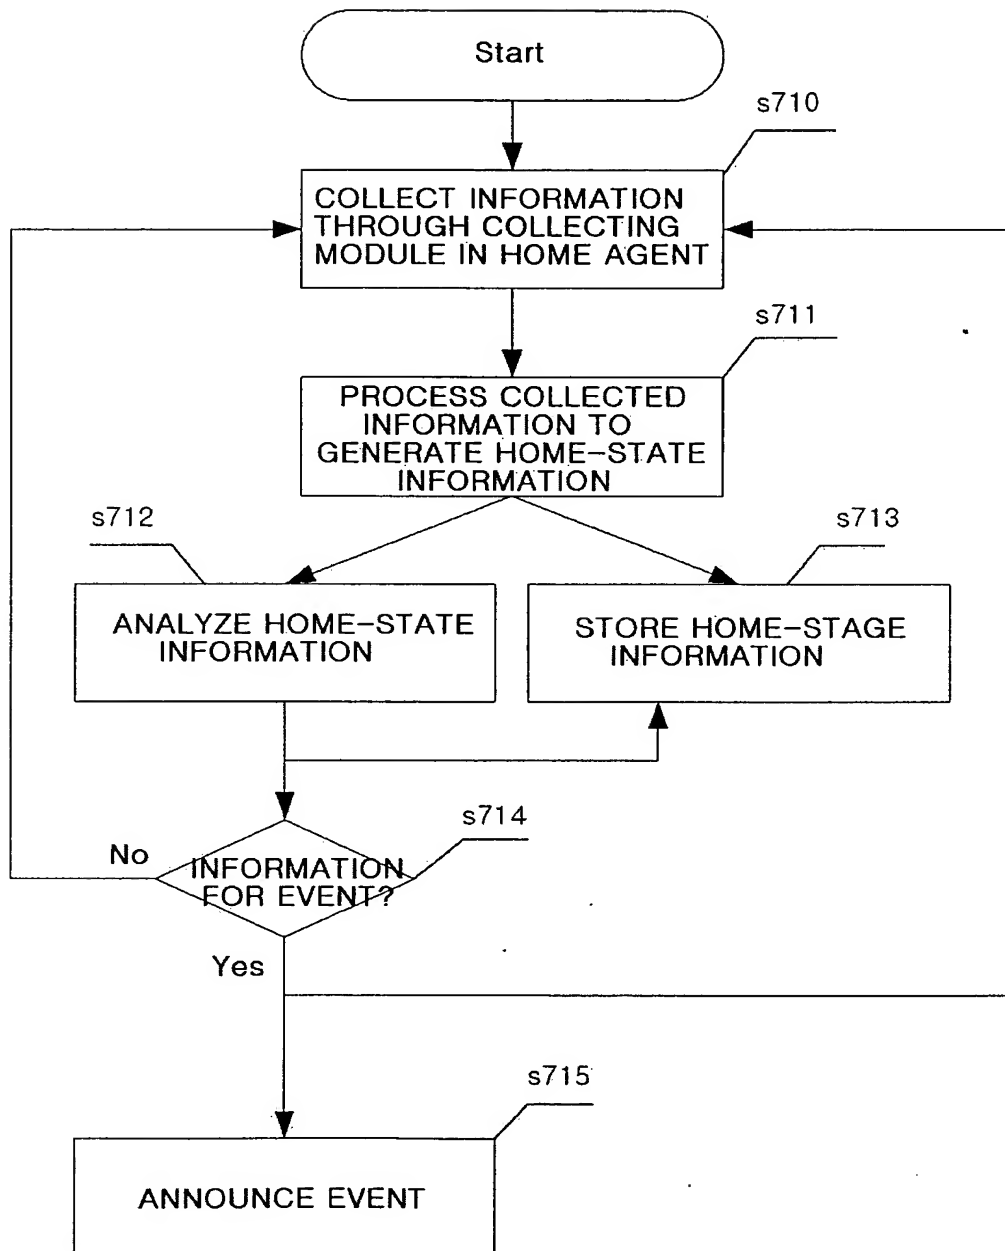 Start
s710
COLLECT INFORMATION
THROUGH COLLECTING
MODULE IN HOME AGENT
s711
PROCESS COLLECTED
INFORMATION TO
GENERATE HOME-STATE
INFORMATION
s712
s713
ANALYZE HOME-STATE
INFORMATION
STORE HOME-STAGE
INFORMATION
s714
No
INFORMATION
FOR EVENT?
Yes
s715
ANNOUNCE EVENT